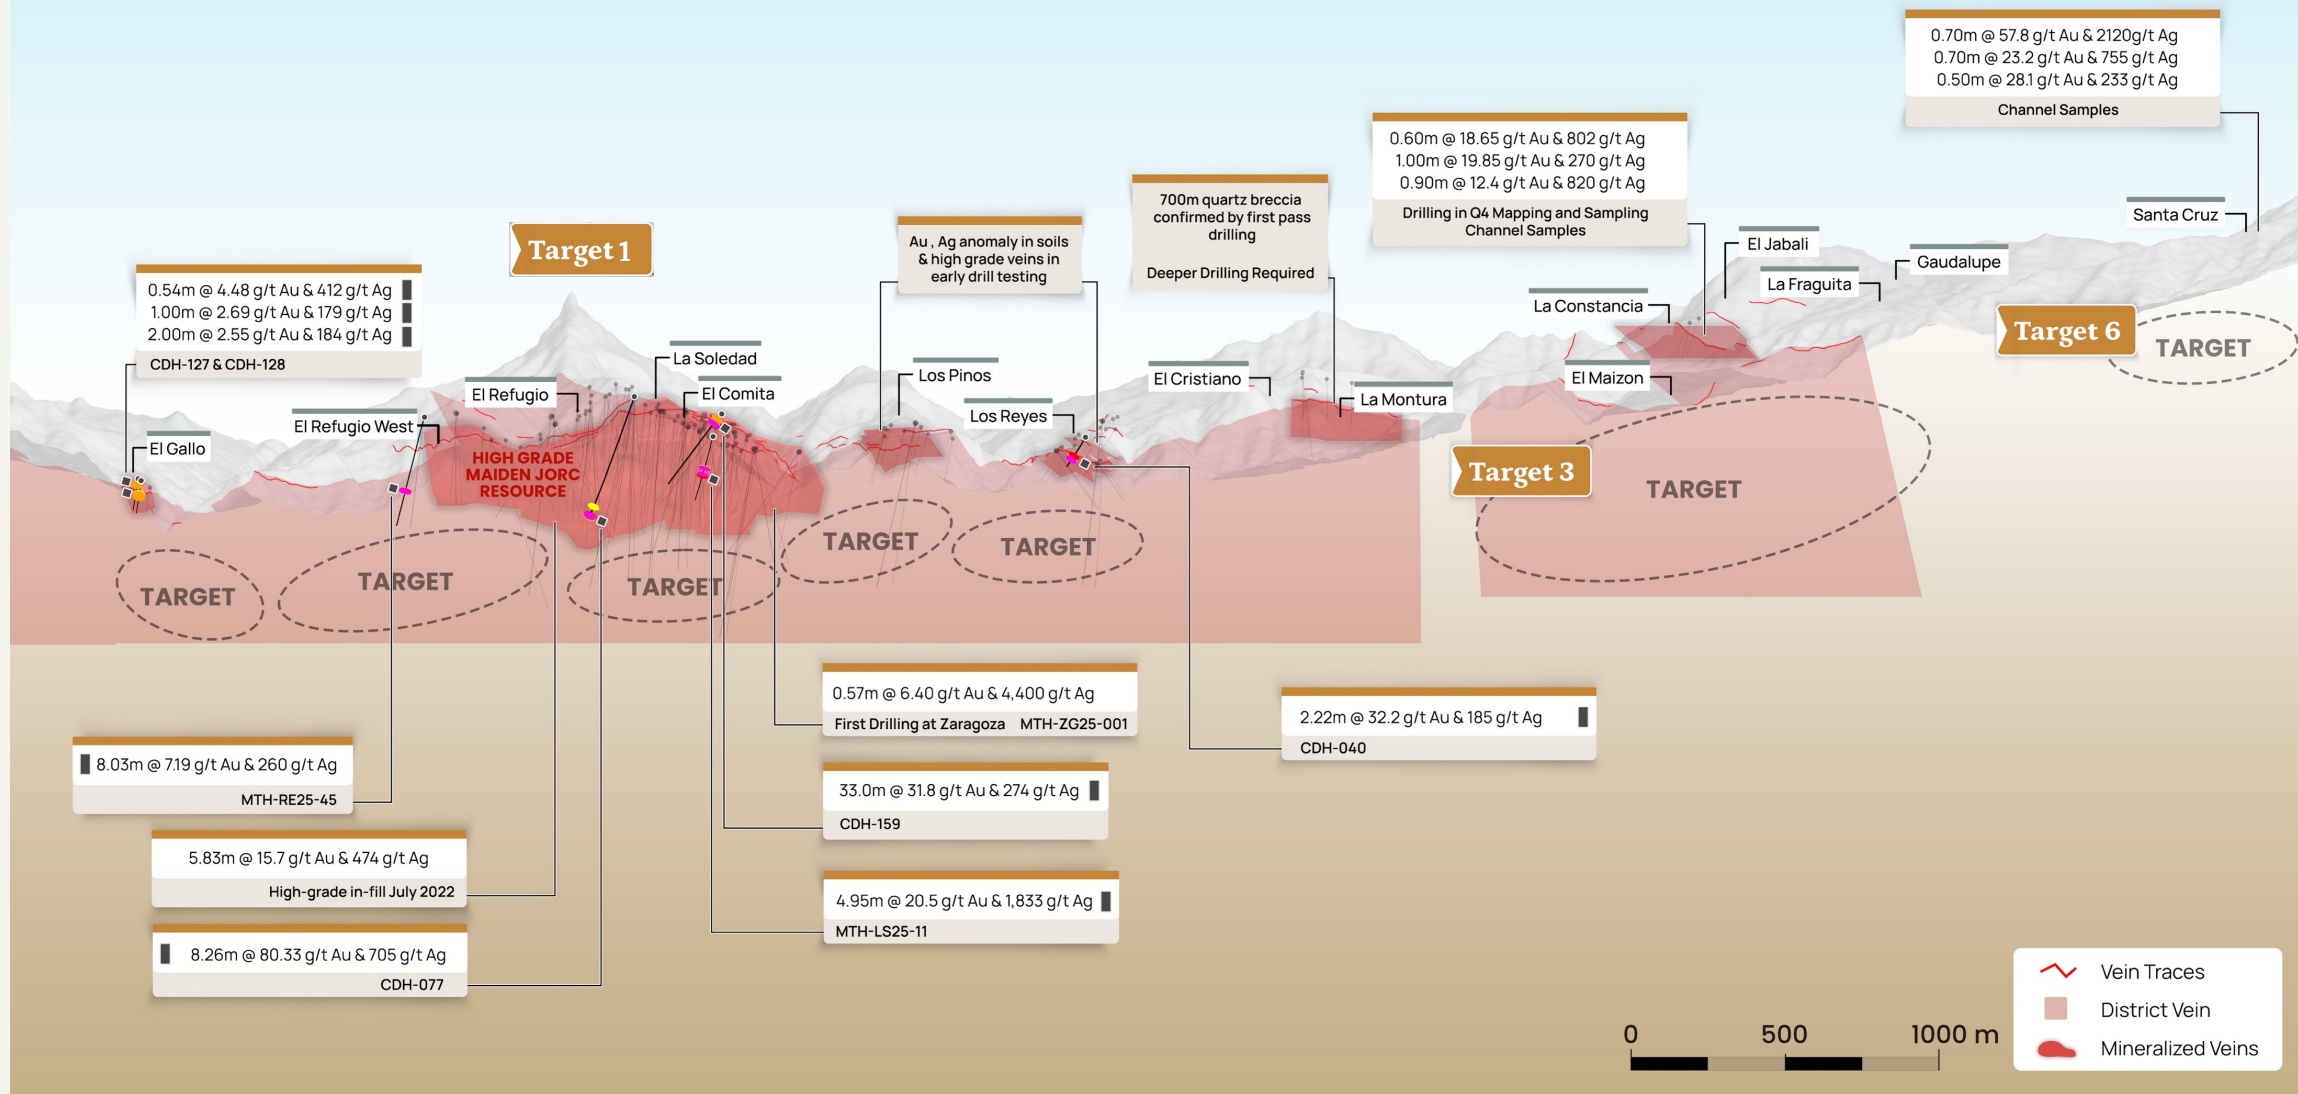 0.70m @ 57.8 g/t Au & 2120g/t Ag
0.70m @ 23.2 g/t Au & 755 g/t Ag
0.50m @ 28.1 g/t Au & 233 g/t Ag
Channel Samples
0.60m @ 18.65 g/t Au & 802 g/t Ag
1.00m @ 19.85 g/t Au & 270 g/t Ag
0.90m @ 12.4 g/t Au & 820 g/t Ag
Drilling in Q4 Mapping and Sampling
Channel Samples
700m quartz breccia
confirmed by first pass
drilling
Deeper Drilling Required
Au , Ag anomaly in soils
& high grade veins in
early drill testing
Target 1
0.54m @ 4.48 g/t Au & 412 g/t Ag
1.00m @ 2.69 g/t Au & 179 g/t Ag
2.00m @ 2.55 g/t Au & 184 g/t Ag
CDH-127 & CDH-128
Santa Cruz
El Jabali
Gaudalupe
La Fraguita
La Constancia
Target 6
TARGET
La Soledad
El Refugio
El Comita
Los Pinos
El Cristiano
El Maizon
La Montura
Los Reyes
El Refugio West
El Gallo
HIGH GRADE
MAIDEN JORC
RESOURCE
Target 3
TARGET
TARGET
TARGET
TARGET
TARGET
TARGET
0.57m @ 6.40 g/t Au & 4,400 g/t Ag
First Drilling at Zaragoza MTH-ZG25-001
2.22m @ 32.2 g/t Au & 185 g/t Ag
CDH-040
8.03m @ 7.19 g/t Au & 260 g/t Ag
MTH-RE25-45
33.0m @ 31.8 g/t Au & 274 g/t Ag
CDH-159
5.83m @ 15.7 g/t Au & 474 g/t Ag
High-grade in-fill July 2022
4.95m @ 20.5 g/t Au & 1,833 g/t Ag
MTH-LS25-11
8.26m @ 80.33 g/t Au & 705 g/t Ag
CDH-077
Vein Traces
District Vein
Mineralized Veins
0 500 1000 m